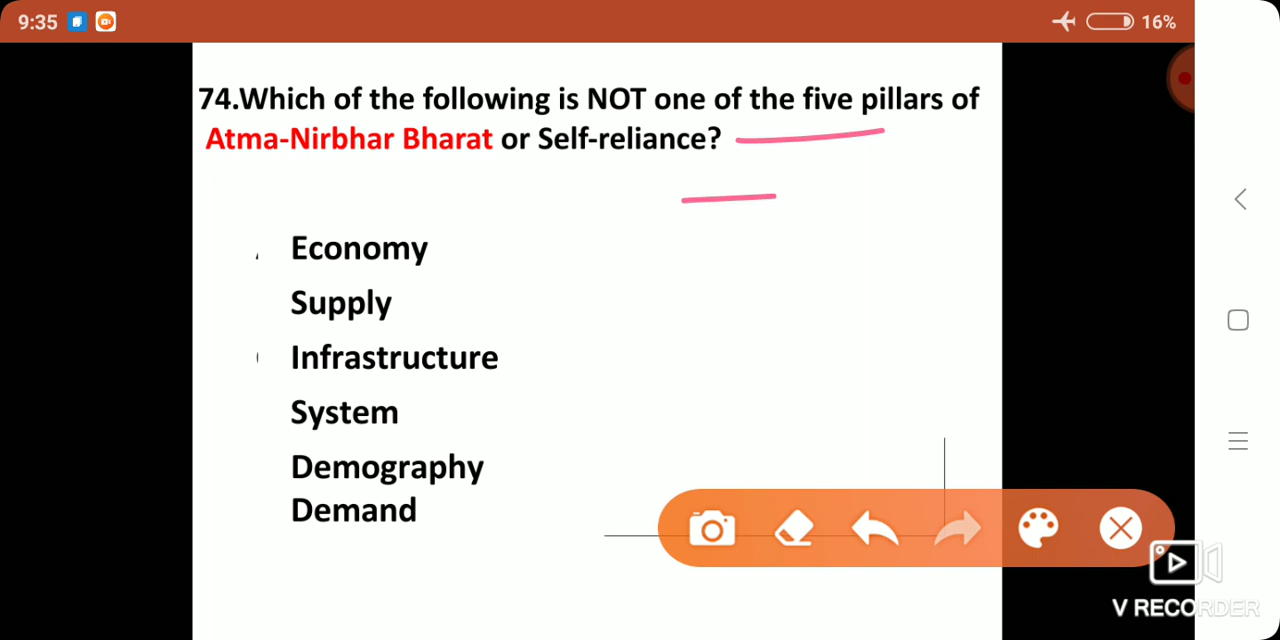 9:35
16%
74.Which of the following is NOT one of the five pillars of
Atma-Nirbhar Bharat or Self-reliance?
Economy
Supply
Infrastructure
System
Demography
Demand
V RECORDER